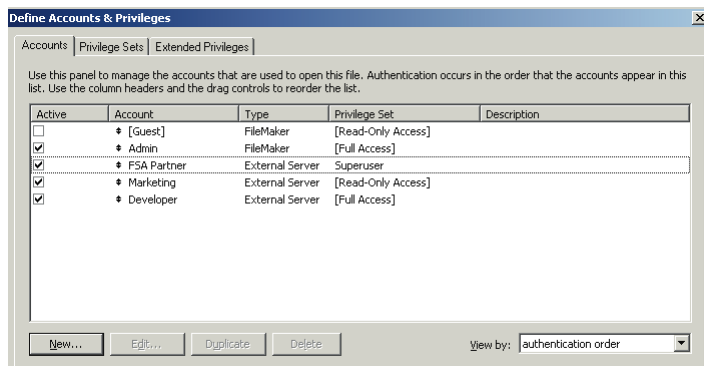 Define Accounts & Privileges
Accounts Privilege Sets Extended Privileges
Use this panel to manage the accounts that are used to open this file. Authentication occurs in the order that the accounts appear in this
list. Use the column headers and the drag controls to reorder the list.
Active Account Type Privilege Set Description
[Guest] FileMaker [Read-Only Access]
Admin FileMaker [Full Access]
FSA Partner External Server Superuser
Marketing External Server [Read-Only Access]
Developer External Server [Full Access]
New... Edit... Duplicate Delete View by: authentication order